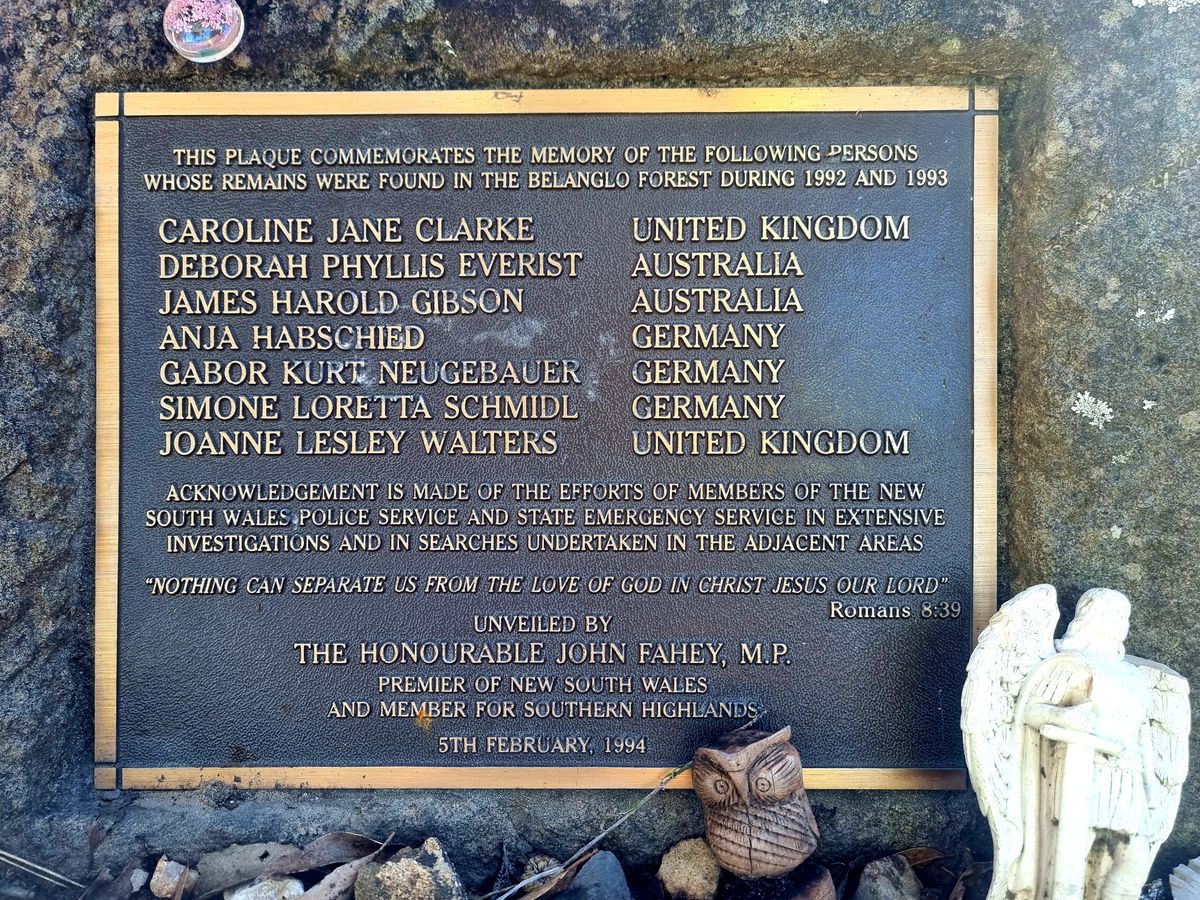 THIS PLAQUE COMMEMORATES THE MEMORY OF THE FOLLOWING PERSONS
WHOSE REMAINS WERE FOUND IN THE BELANGLO FOREST DURING 1992 AND 1993
CAROLINE JANE CLARKE UNITED KINGDOM
DEBORAH PHYLLIS EVERIST AUSTRALIA
JAMES HAROLD GIBSON AUSTRALIA
ANJA HABSCHIED GERMANY
GABOR KURT NEUGEBAUER GERMANY
SIMONE LORETTA SCHMIDL GERMANY
JOANNE LESLEY WALTERS UNITED KINGDOM
ACKNOWLEDGEMENT IS MADE OF THE EFFORTS OF MEMBERS OF THE NEW
SOUTH WALES POLICE SERVICE AND STATE EMERGENCY SERVICE IN EXTENSIVE
INVESTIGATIONS AND IN SEARCHES UNDERTAKEN IN THE ADJACENT AREAS
"NOTHING CAN SEPARATE US FROM THE LOVE OF GOD IN CHRIST JESUS OUR LORD"
Romans 8:39
UNVEILED BY
THE HONOURABLE JOHN FAHEY, M.P.
PREMIER OF NEW SOUTH WALES
AND MEMBER FOR SOUTHERN HIGHLANDS
5TH FEBRUARY, 1994